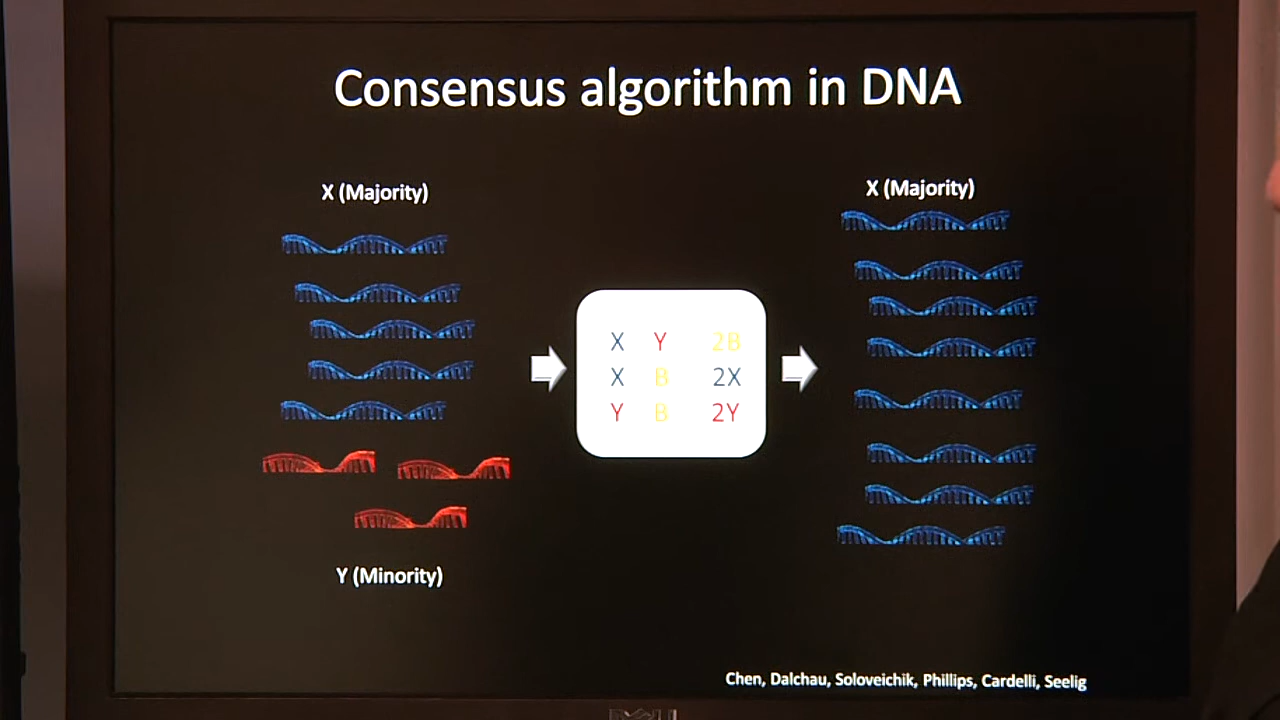 Consensus algorithm in DNA
X (Majority)
X (Majority)
X Y 2B
X B 2X
Y B 2Y
Y (Minority)
Chen, Dalchau, Soloveichik, Phillips, Cardelli, Seelig